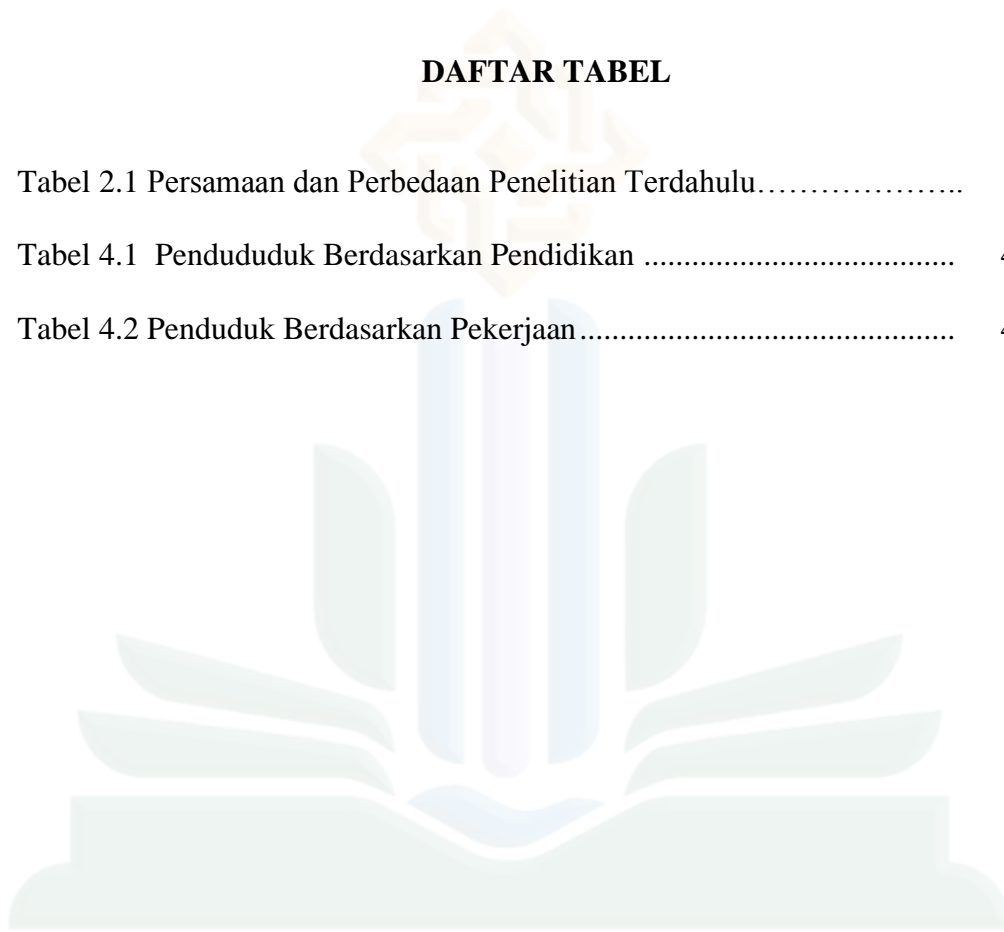 DAFTAR TABEL
Tabel 2.1 Persamaan dan Perbedaan Penelitian Terdahulu………………..
Tabel 4.1 Pendududuk Berdasarkan Pendidikan .......................................
Tabel 4.2 Penduduk Berdasarkan Pekerjaan ...............................................